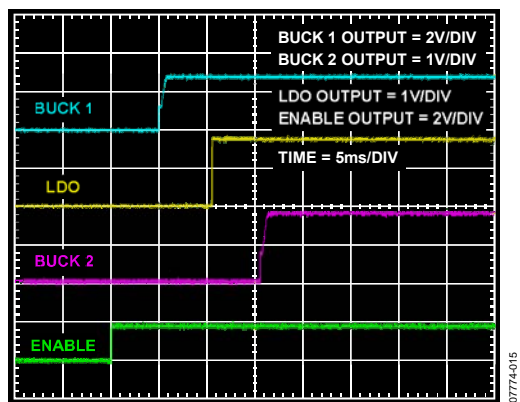 BUCK 1 OUTPUT = 2V/DIV
BUCK 2 OUTPUT = 1V/DIV
LDO OUTPUT = 1V/DIV
ENABLE OUTPUT = 2V/DIV
TIME = 5ms/DIV
BUCK 1
LDO
BUCK 2
ENABLE
07774-015